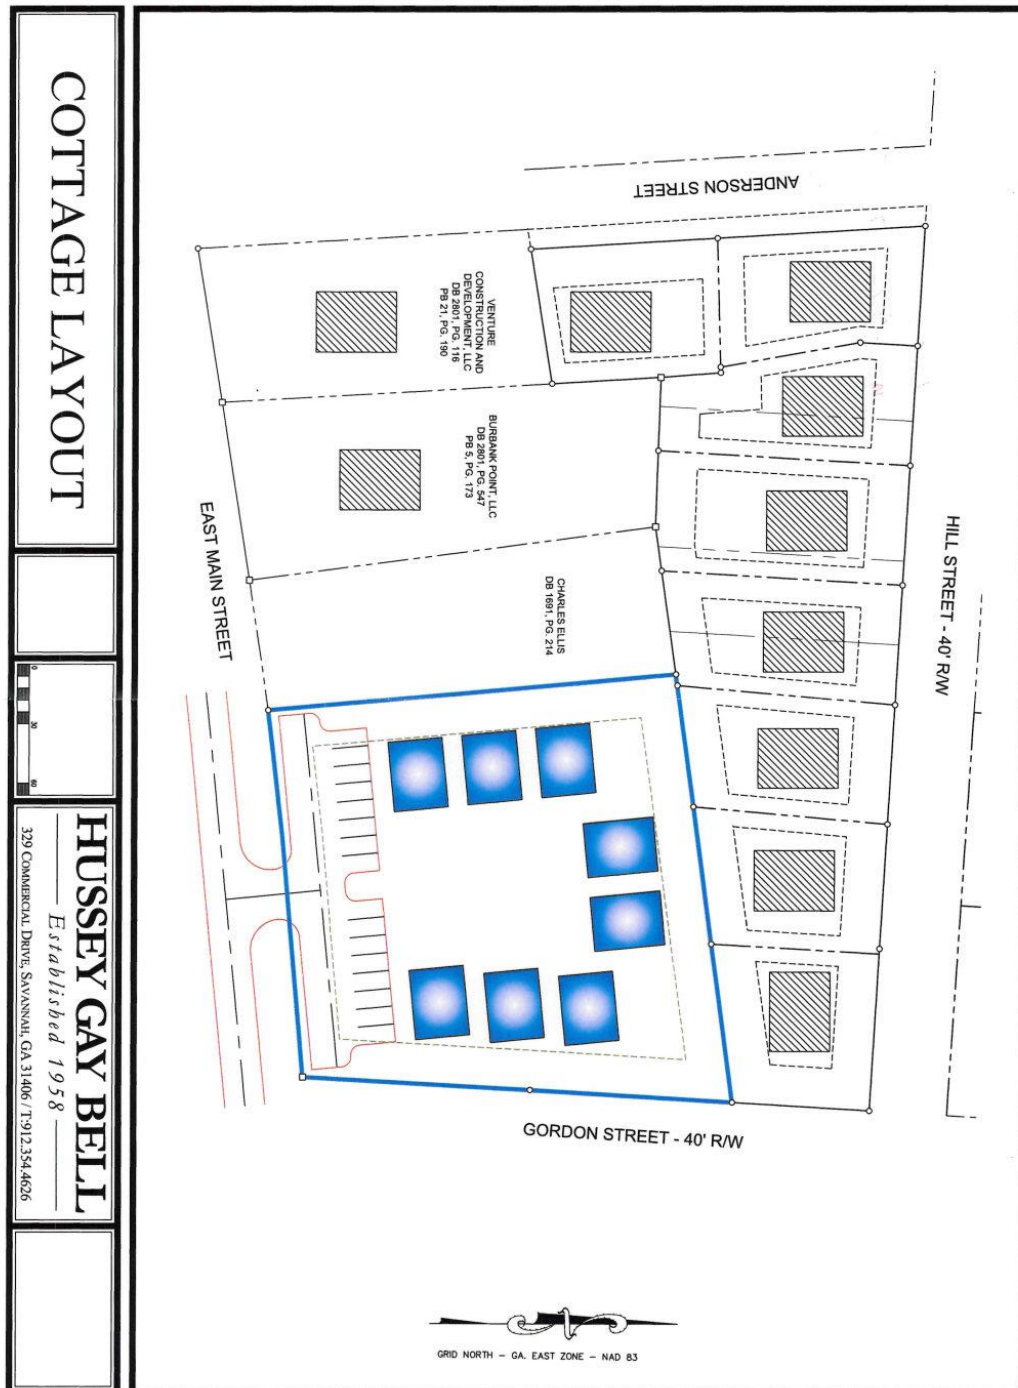 COTTAGE LAYOUT
ANDERSON STREET
VENTURE
CONSTRUCTION AND
DEVELOPMENT, LLC
DB 2801, PG. 116
PB 21, PG. 190
BURBANK POINT, LLC
DB 2801, PG. 547
PB 5, PG. 173
CHARLES ELLIS
DB 1691, PG. 214
EAST MAIN STREET
HILL STREET - 40' R/W
GORDON STREET - 40' R/W
0 30 60
HUSSEY GAY BELL
Established 1958
329 COMMERCIAL DRIVE, SAVANNAH, GA 31406 / T:912.354.4626
GRID NORTH - GA. EAST ZONE - NAD 83